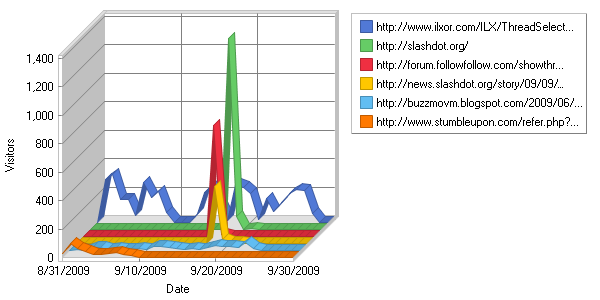 http://www.ilxor.com/ILX/ThreadSelect...
http://slashdot.org/
http://forum.followfollow.com/showthr...
http://news.slashdot.org/story/09/09/...
http://buzzmovm.blogspot.com/2009/06/...
http://www.stumbleupon.com/refer.php?...
1,400
1,200
1,000
800
600
400
200
0
Visitors
8/31/2009 9/10/2009 9/20/2009 9/30/2009
Date